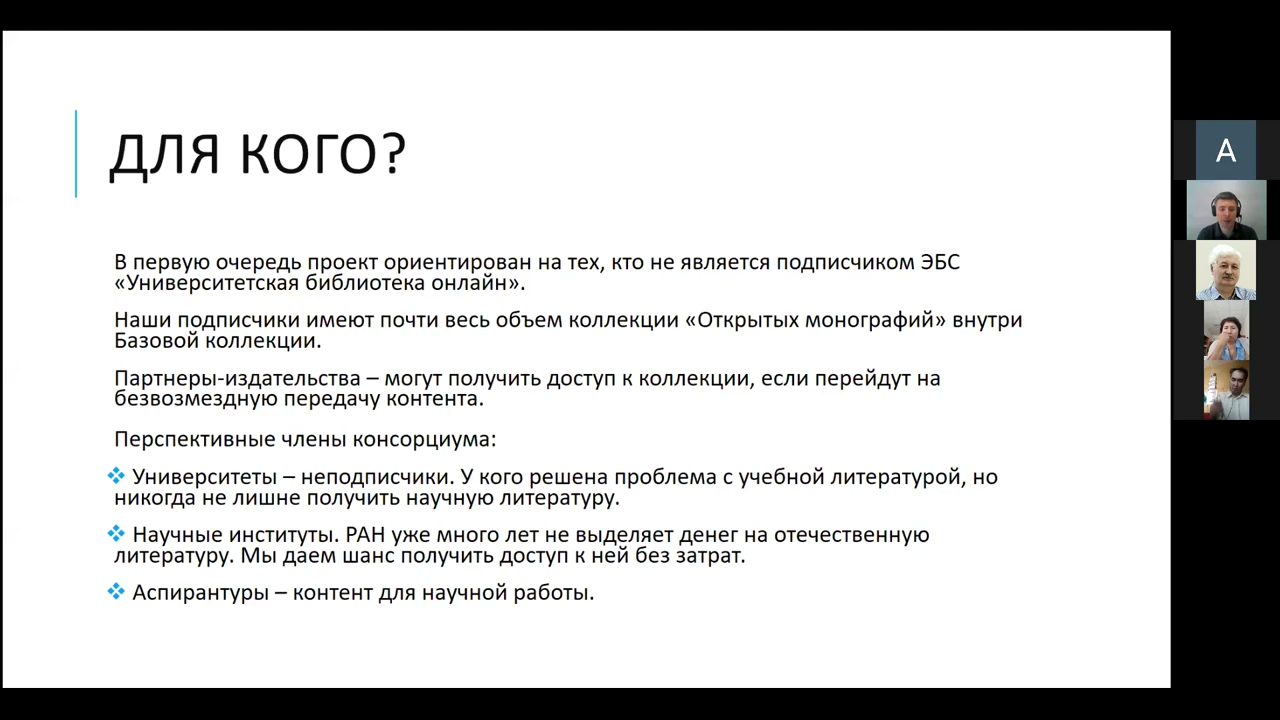 ДЛЯ КОГО?
В первую очередь проект ориентирован на тех, кто не является подписчиком ЭБС
«Университетская библиотека онлайн».
Наши подписчики имеют почти весь объем коллекции «Открытых монографий» внутри
Базовой коллекции.
Партнеры-издательства – могут получить доступ к коллекции, если перейдут на
безвозмездную передачу контента.
Перспективные члены консорциума:
❖ Университеты – неподписчики. У кого решена проблема с учебной литературой, но
никогда не лишне получить научную литературу.
❖ Научные институты. РАН уже много лет не выделяет денег на отечественную
литературу. Мы даем шанс получить доступ к ней без затрат.
❖ Аспирантуры – контент для научной работы.
А